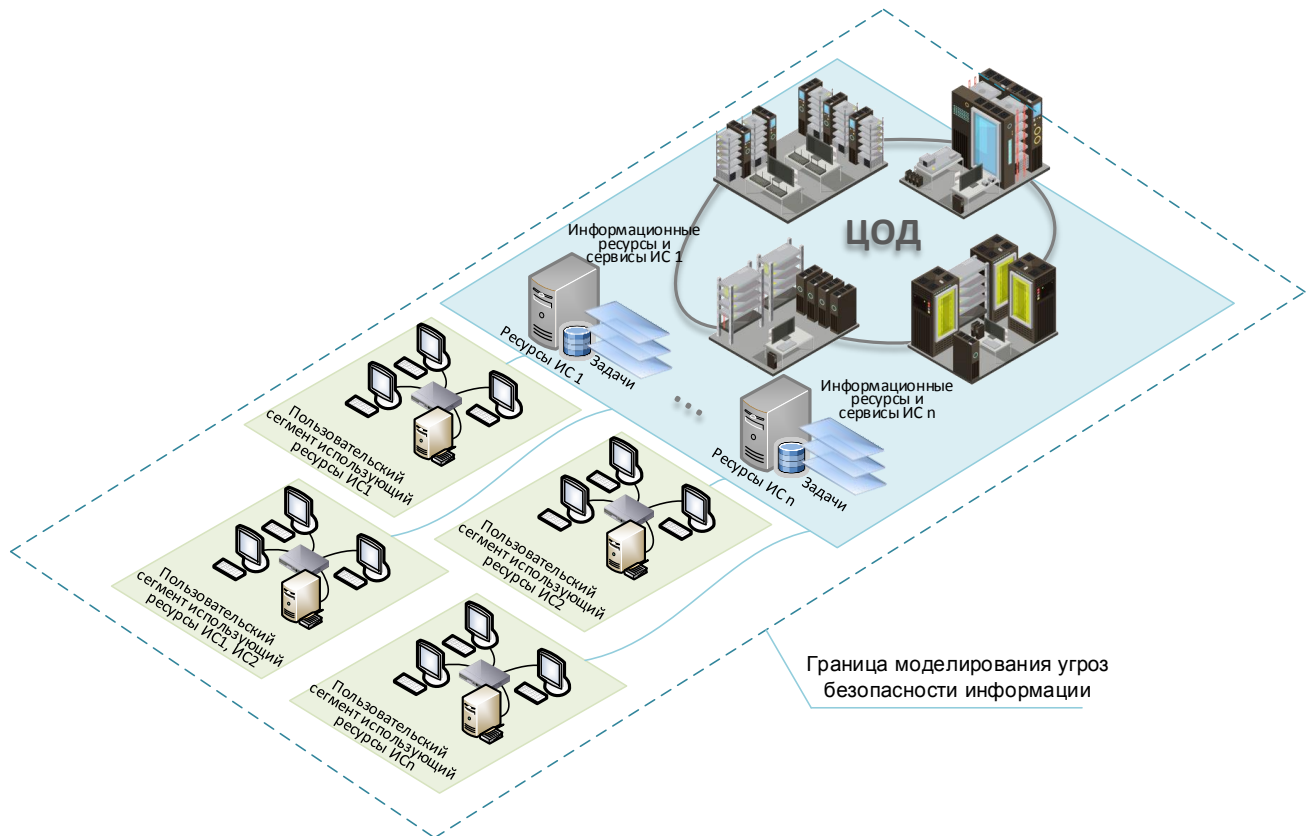 ЦОД
Информационные
ресурсы и
сервисы ИС 1
Ресурсы ИС 1
Задачи
...
Информационные
ресурсы и
сервисы ИС n
Ресурсы ИС n
Задачи
Пользовательский
сегмент использующий
ресурсы ИС1
Пользовательский
сегмент использующий
ресурсы ИС2
Пользовательский
сегмент использующий
ресурсы ИС1, ИС2
Пользовательский
сегмент использующий
ресурсы ИСn
Граница моделирования угроз
безопасности информации